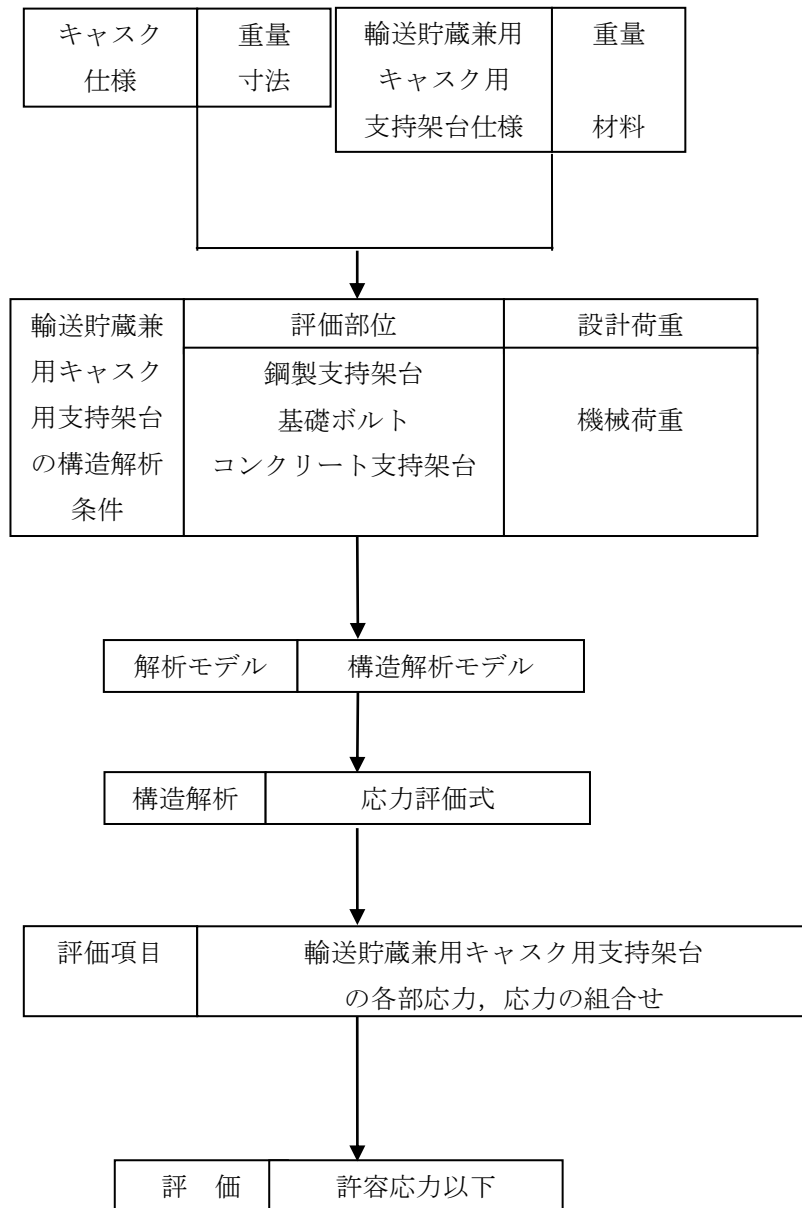 キャスク
仕様
重量
寸法
輸送貯蔵兼用
キャスク用
支持架台仕様
重量
材料
輸送貯蔵兼
用キャスク
用支持架台
の構造解析
条件
評価部位
鋼製支持架台
基礎ボルト
コンクリート支持架台
設計荷重
機械荷重
解析モデル
構造解析モデル
構造解析
応力評価式
評価項目
輸送貯蔵兼用キャスク用支持架台
の各部応力，応力の組合せ
評　価
許容応力以下